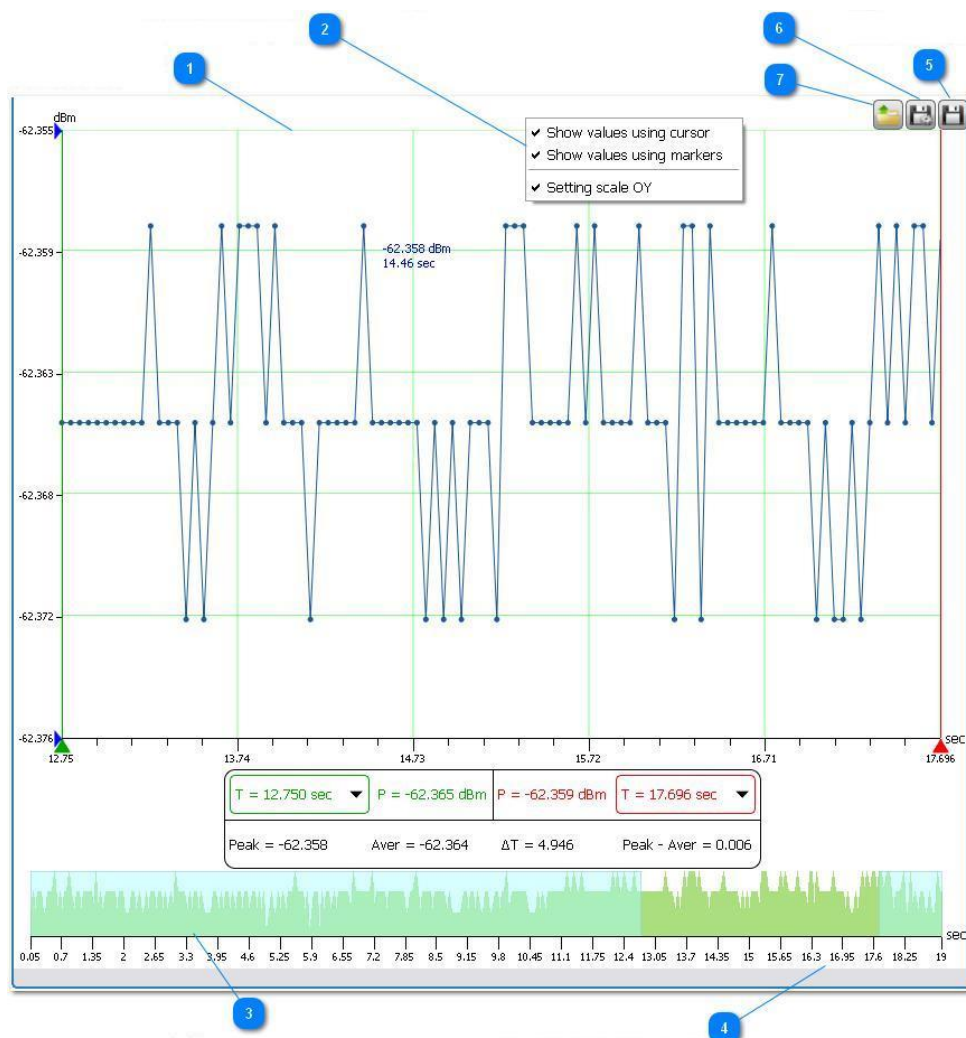 2
6
5
1
7
dBm
-62.355
✔ Show values using cursor
✔ Show values using markers
✔ Setting scale OY
-62.359
-62.358 dBm
14.46 sec
-62.363
-62.368
-62.372
-62.376
sec
12.75 13.74 14.73 15.72 16.71 17.696
T = 12.750 sec P = -62.365 dBm P = -62.359 dBm T = 17.696 sec
Peak = -62.358 Aver = -62.364 ΔT = 4.946 Peak - Aver = 0.006
sec
0.05 0.7 1.35 2 2.65 3.3 3.95 4.6 5.25 5.9 6.55 7.2 7.85 8.5 9.15 9.8 10.45 11.1 11.75 12.4 13.05 13.7 14.35 15 15.65 16.3 16.95 17.6 18.25 19
3
4